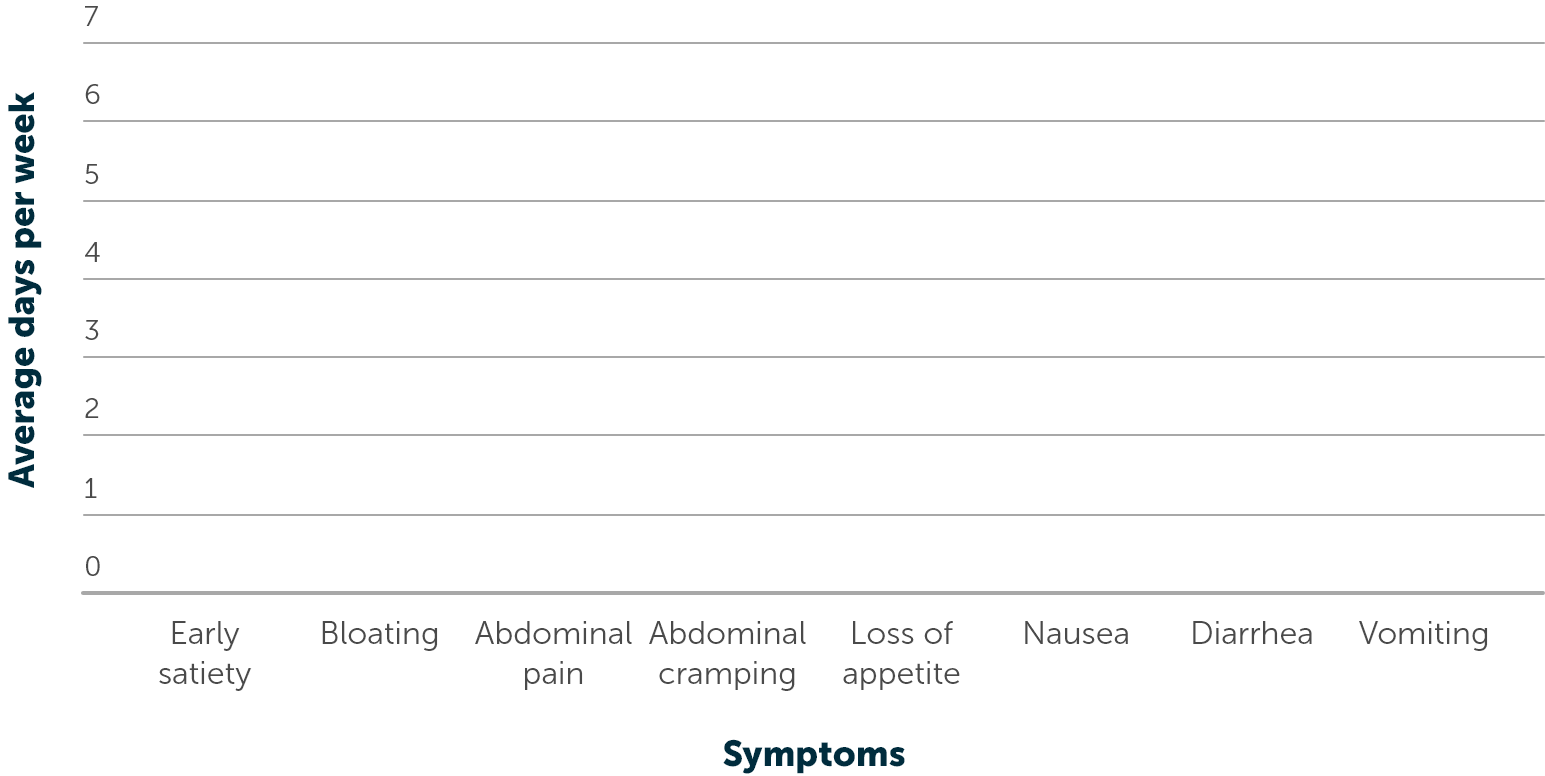 7
6
5
4
3
2
1
0
Average days per week
Early
satiety
Bloating
Abdominal
pain
Abdominal
cramping
Loss of
appetite
Nausea
Diarrhea
Vomiting
Symptoms